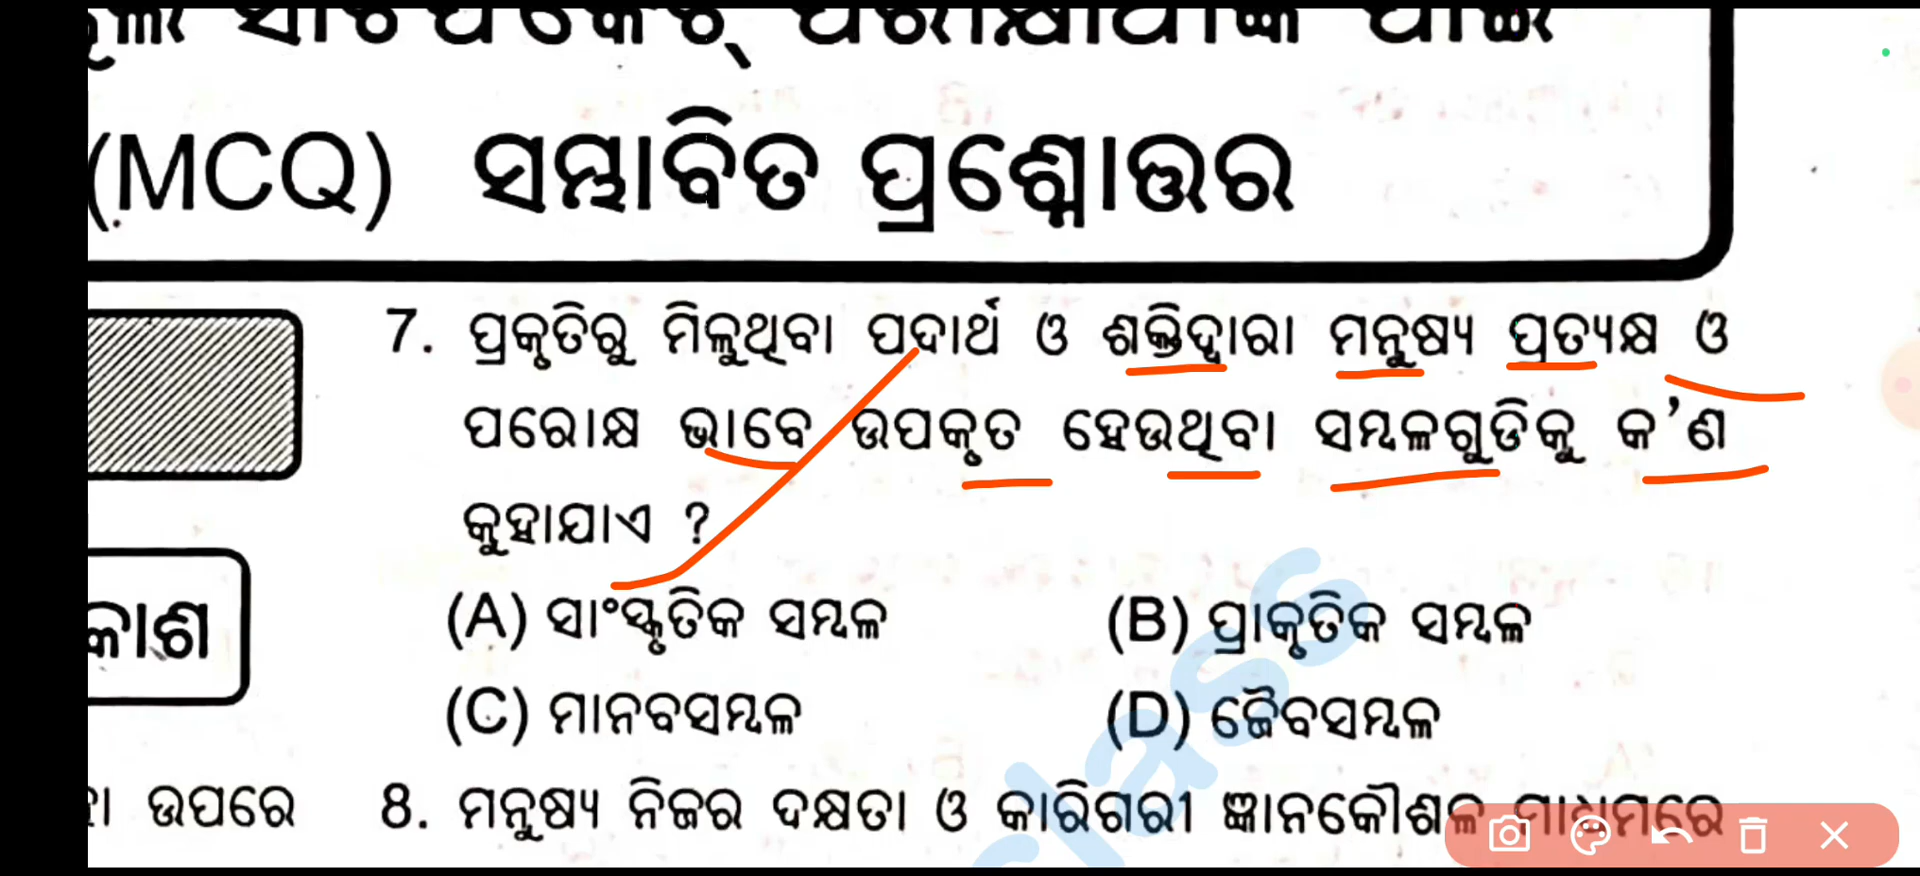 (MCQ) ସମ୍ଭାବିତ ପ୍ରଶ୍ନୋତ୍ତର
7. ପ୍ରକୃତିରୁ ମିଳୁଥିବା ପଦାର୍ଥ ଓ ଶକ୍ତିଦ୍ୱାରା ମନୁଷ୍ୟ ପ୍ରତ୍ୟକ୍ଷ ଓ
ପରୋକ୍ଷ ଭାବେ ଉପକୃତ ହେଉଥିବା ସମ୍ବଳଗୁଡିକୁ କ'ଣ
କୁହାଯାଏ ?
(A) ସାଂସ୍କୃତିକ ସମ୍ବଳ (B) ପ୍ରାକୃତିକ ସମ୍ବଳ
(C) ମାନବସମ୍ବଳ (D) ଜୈବସମ୍ବଳ
ଉପରେ
8. ମନୁଷ୍ୟ ନିଜର ଦକ୍ଷତା ଓ କାରିଗରୀ ଜ୍ଞାନକୌଶଳ ମାଧ୍ୟମରେ